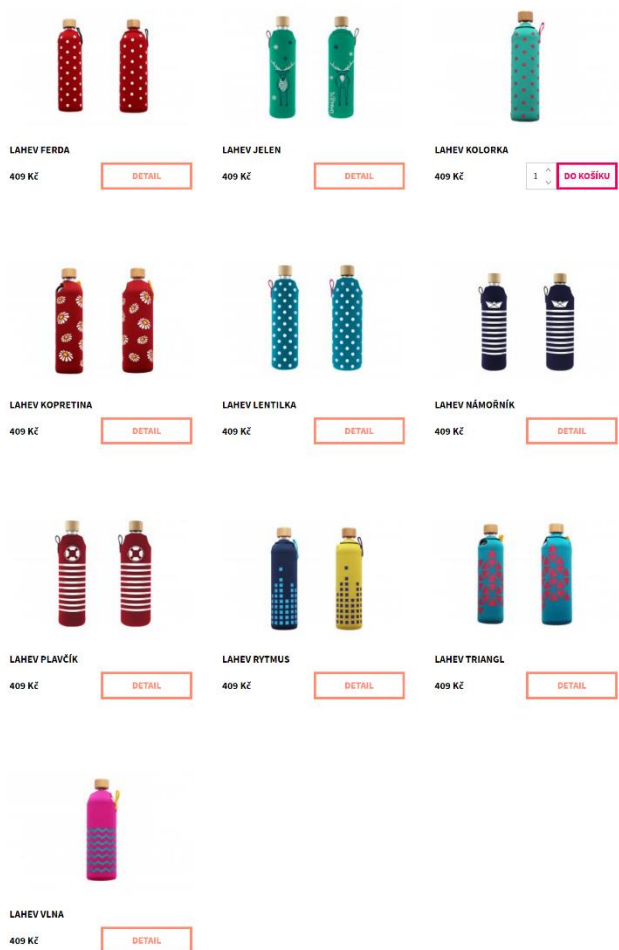 LAHEV FERDA
409 Kč
DETAIL
LAHEV JELEN
409 Kč
DETAIL
LAHEV KOLORKA
409 Kč
1
DO KOŠÍKU
LAHEV KOPRETINA
409 Kč
DETAIL
LAHEV LENTILKA
409 Kč
DETAIL
LAHEV NÁMOŘNÍK
409 Kč
DETAIL
LAHEV PLAVČÍK
409 Kč
DETAIL
LAHEV RYTMUS
409 Kč
DETAIL
LAHEV TRIANGL
409 Kč
DETAIL
LAHEV VLNA
409 Kč
DETAIL